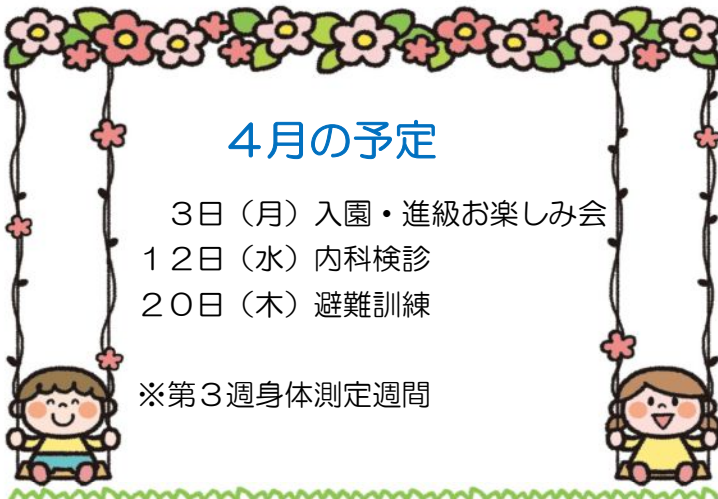 ４月の予定
３日（月）入園・進級お楽しみ会
１２日（水）内科検診
２０日（木）避難訓練
※第３週身体測定週間